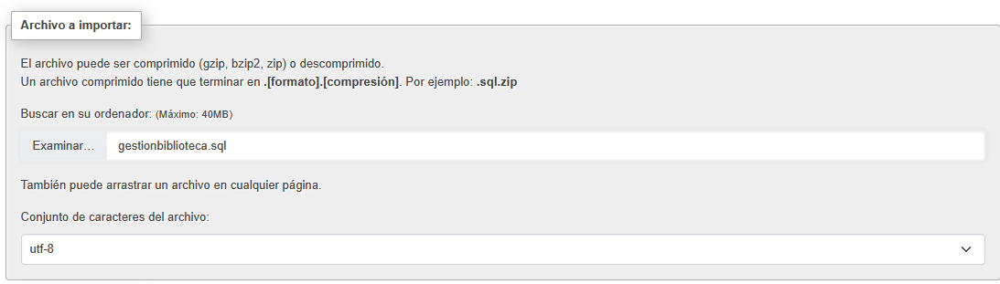 Archivo a importar:
El archivo puede ser comprimido (gzip, bzip2, zip) o descomprimido.
Un archivo comprimido tiene que terminar en .[formato].[compresión]. Por ejemplo: .sql.zip
Buscar en su ordenador: (Máximo: 40MB)
Examinar... gestionbiblioteca.sql
También puede arrastrar un archivo en cualquier página.
Conjunto de caracteres del archivo:
utf-8